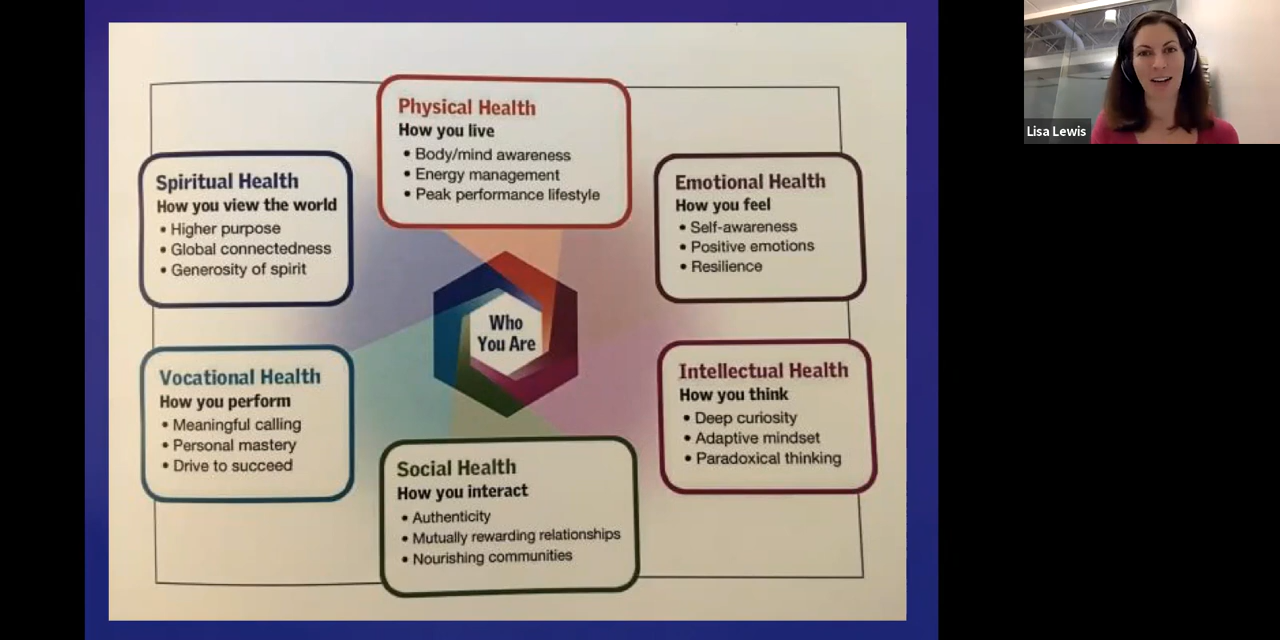 Physical Health
How you live
• Body/mind awareness
• Energy management
• Peak performance lifestyle
Spiritual Health
How you view the world
• Higher purpose
• Global connectedness
• Generosity of spirit
Emotional Health
How you feel
• Self-awareness
• Positive emotions
• Resilience
Who
You Are
Vocational Health
How you perform
• Meaningful calling
• Personal mastery
• Drive to succeed
Intellectual Health
How you think
• Deep curiosity
• Adaptive mindset
• Paradoxical thinking
Social Health
How you interact
• Authenticity
• Mutually rewarding relationships
• Nourishing communities
Lisa Lewis